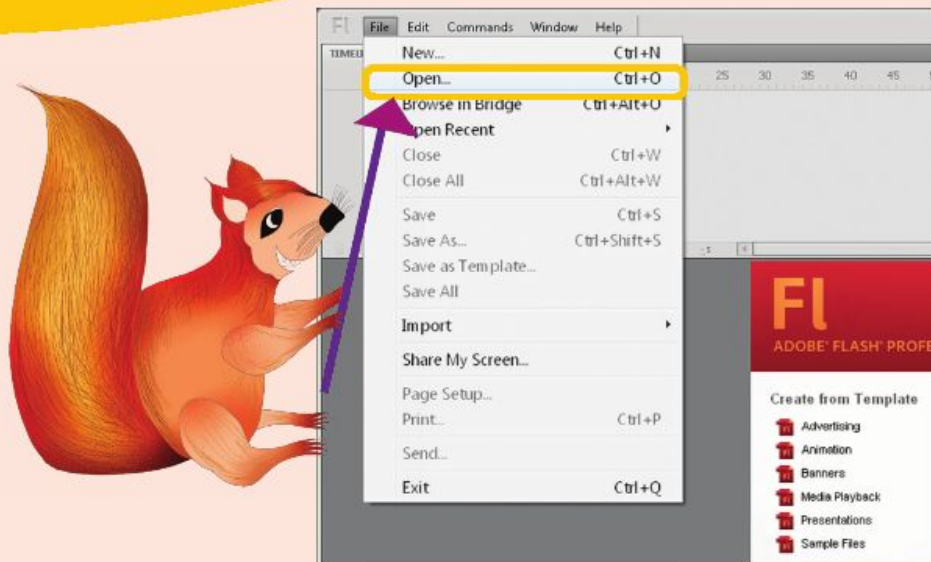 Fl File Edit Commands Window Help
New... Ctrl+N
Open... Ctrl+O
Browse in Bridge Ctrl+Alt+O
Open Recent
Close Ctrl+W
Close All Ctrl+Alt+W
Save Ctrl+S
Save As... Ctrl+Shift+S
Save as Template...
Save All
Import
Share My Screen...
Page Setup...
Print... Ctrl+P
Send...
Exit Ctrl+Q
25 30 35 40 45
Fl
ADOBE® FLASH®
Create from Template
Advertising
Animation
Banners
Media Playback
Presentations
Sample Files